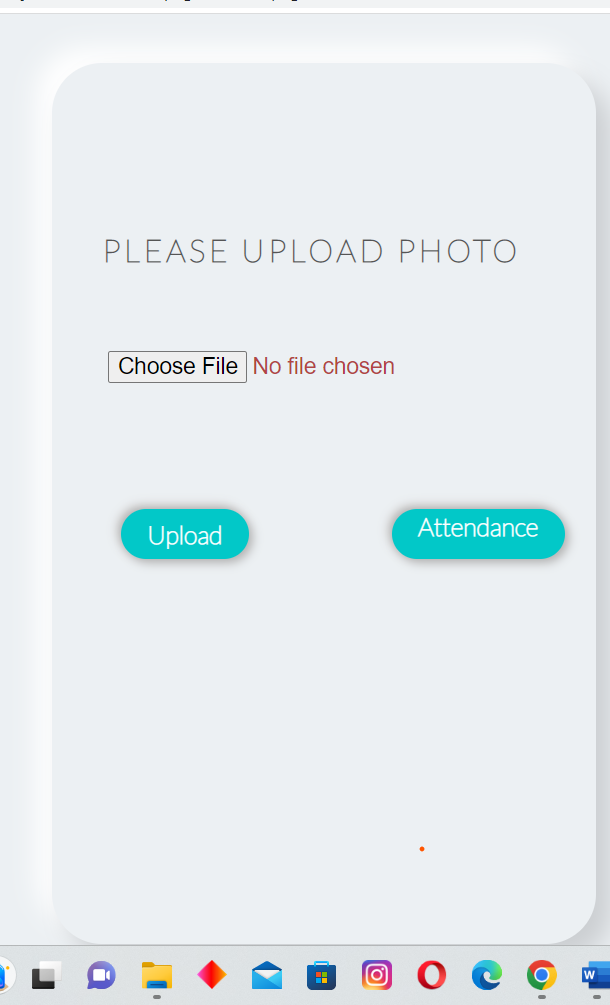 PLEASE UPLOAD PHOTO
Choose File No file chosen
Upload Attendance
W